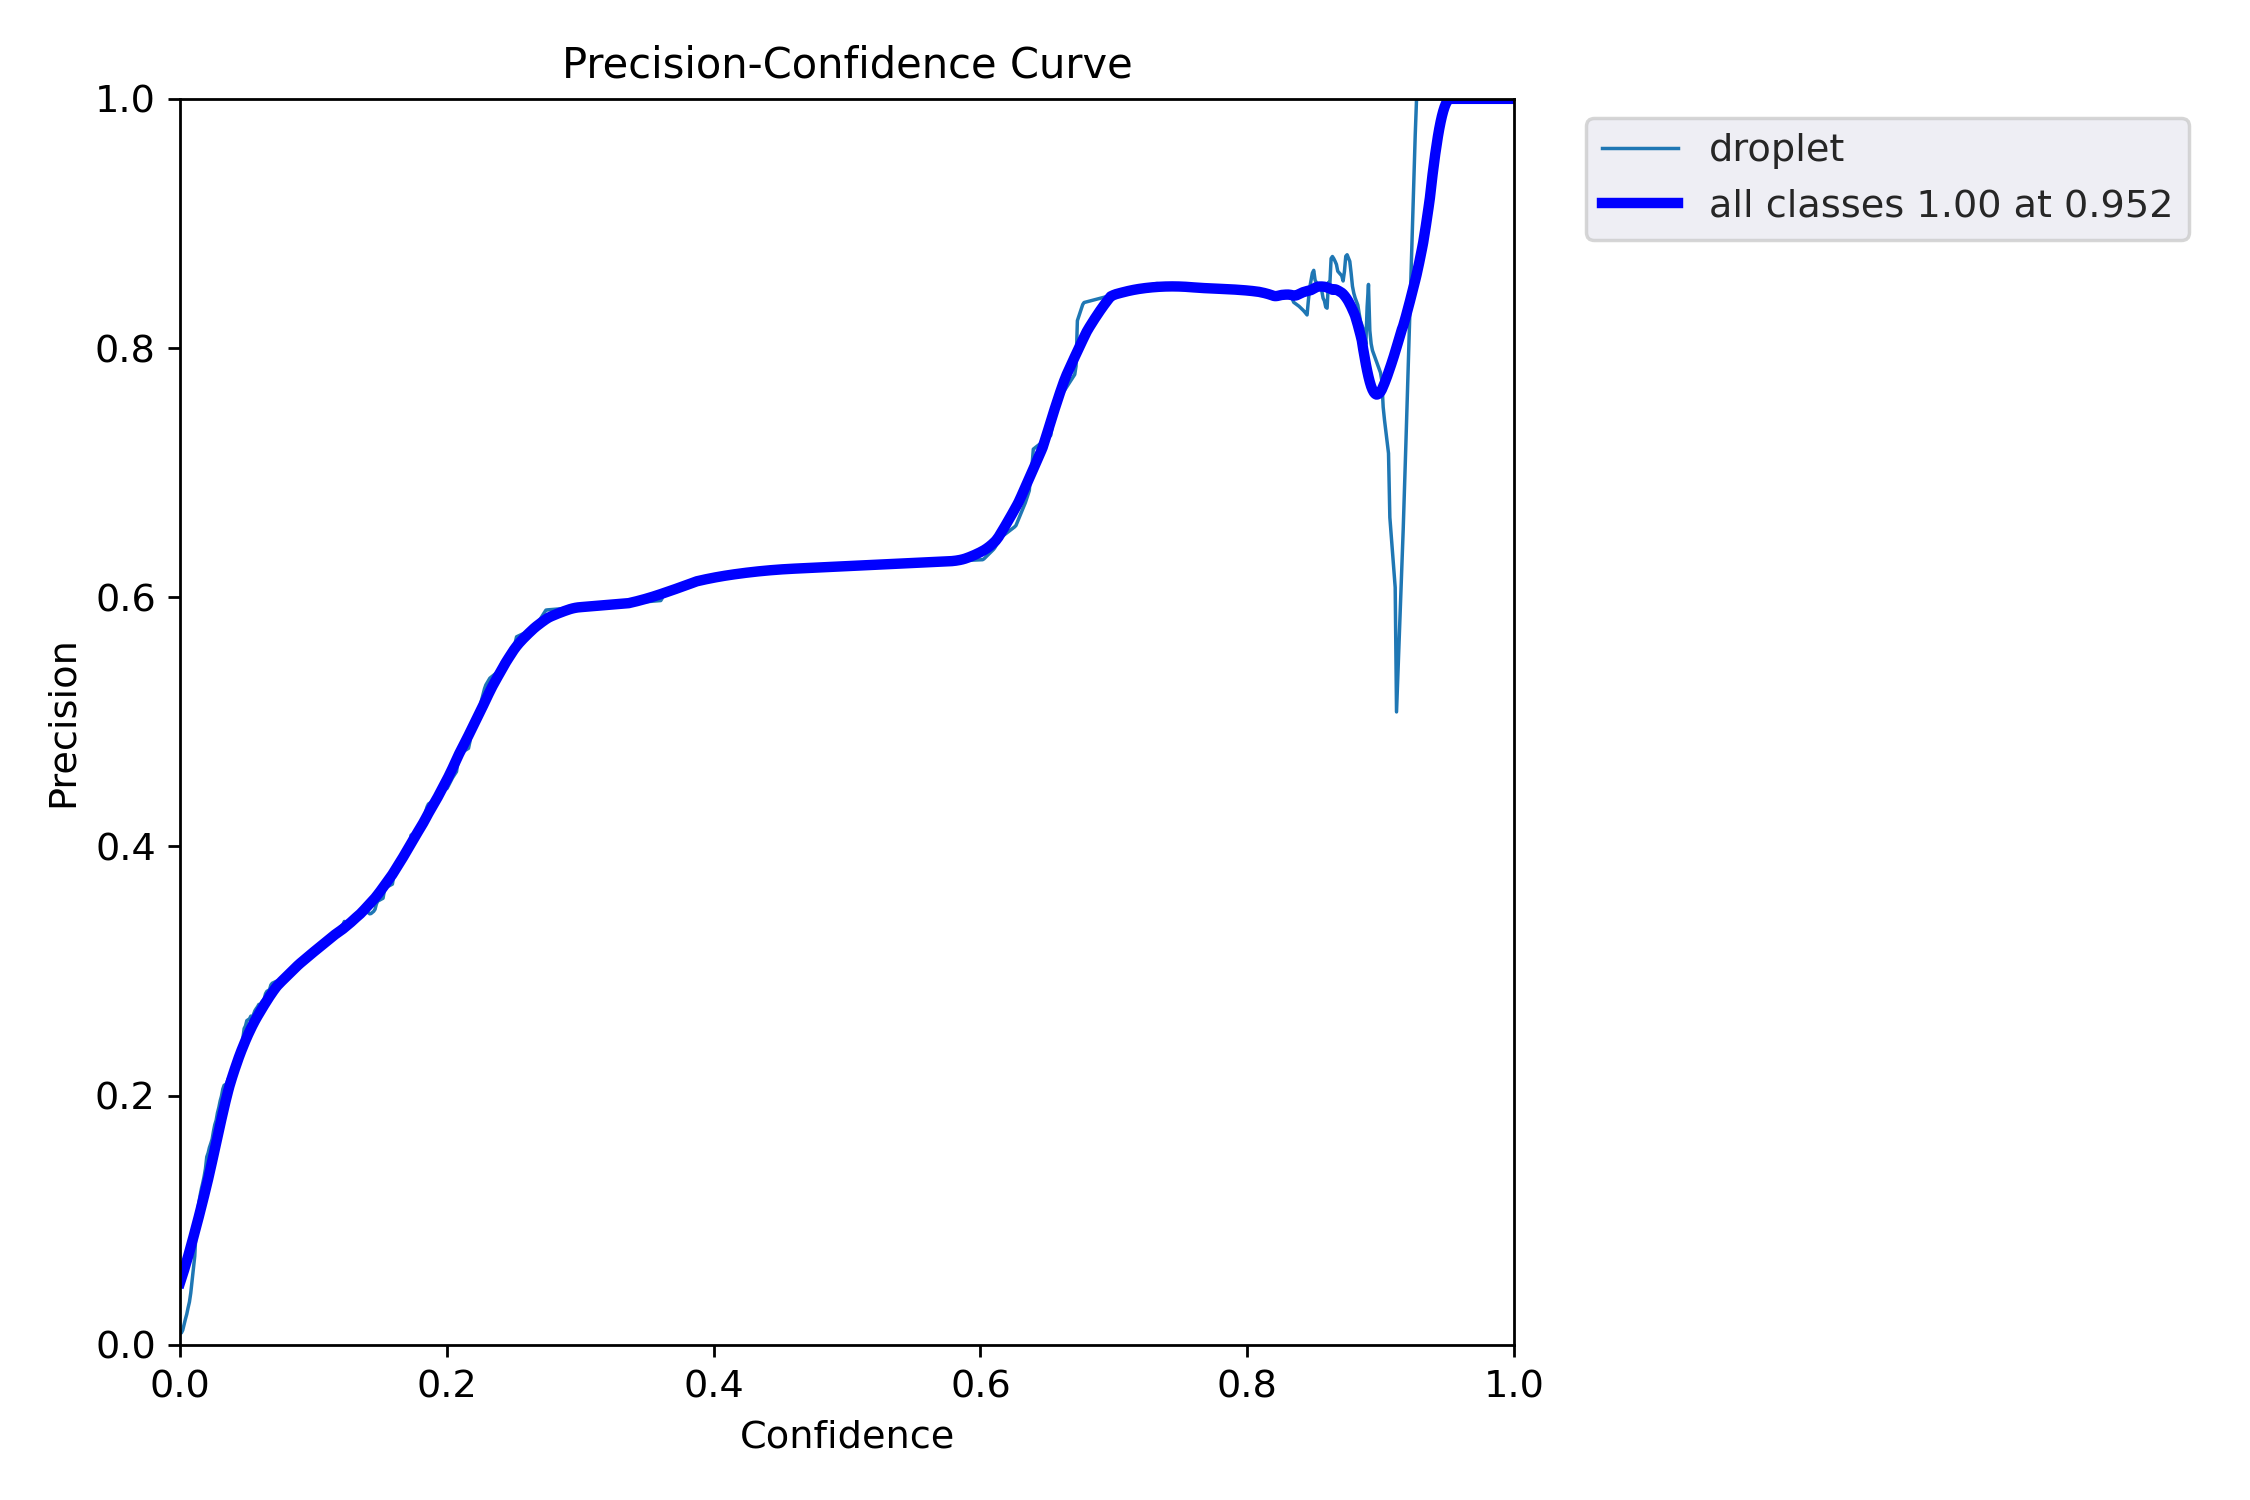 Precision-Confidence Curve
droplet
all classes 1.00 at 0.952
1.0
0.8
0.6
0.4
0.2
0.0
Precision
0.0 0.2 0.4 0.6 0.8 1.0
Confidence